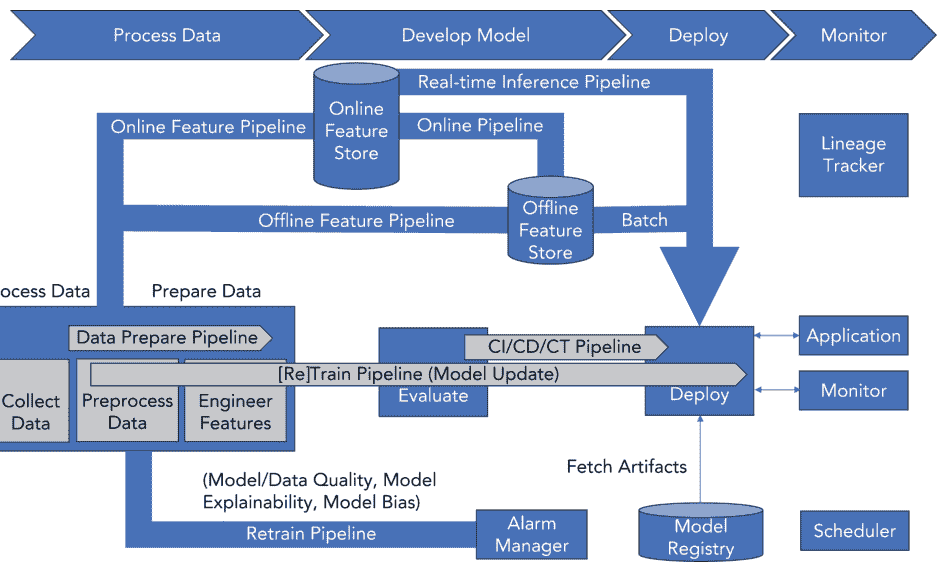 Process Data
Develop Model
Deploy
Monitor
Real-time Inference Pipeline
Online
Feature
Store
Online Feature Pipeline
Online Pipeline
Lineage
Tracker
Offline Feature Pipeline
Offline
Feature
Store
Batch
ocess Data
Prepare Data
Data Prepare Pipeline
CI/CD/CT Pipeline
Application
[Re]Train Pipeline (Model Update)
Collect
Data
Preprocess
Data
Engineer
Features
Evaluate
Deploy
Monitor
Fetch Artifacts
(Model/Data Quality, Model
Explainability, Model Bias)
Retrain Pipeline
Alarm
Manager
Model
Registry
Scheduler